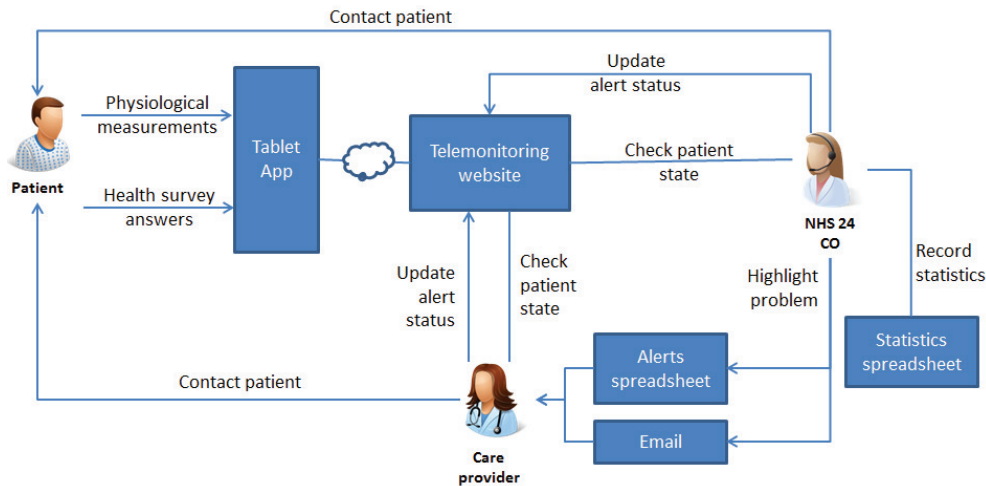 Contact patient
Update
alert status
Physiological
measurements
Tablet
App
Telemonitoring
website
Check patient
state
Patient
Health survey
answers
NHS 24
CO
Update
alert
status
Check
patient
state
Highlight
problem
Record
statistics
Alerts
spreadsheet
Statistics
spreadsheet
Contact patient
Email
Care
provider